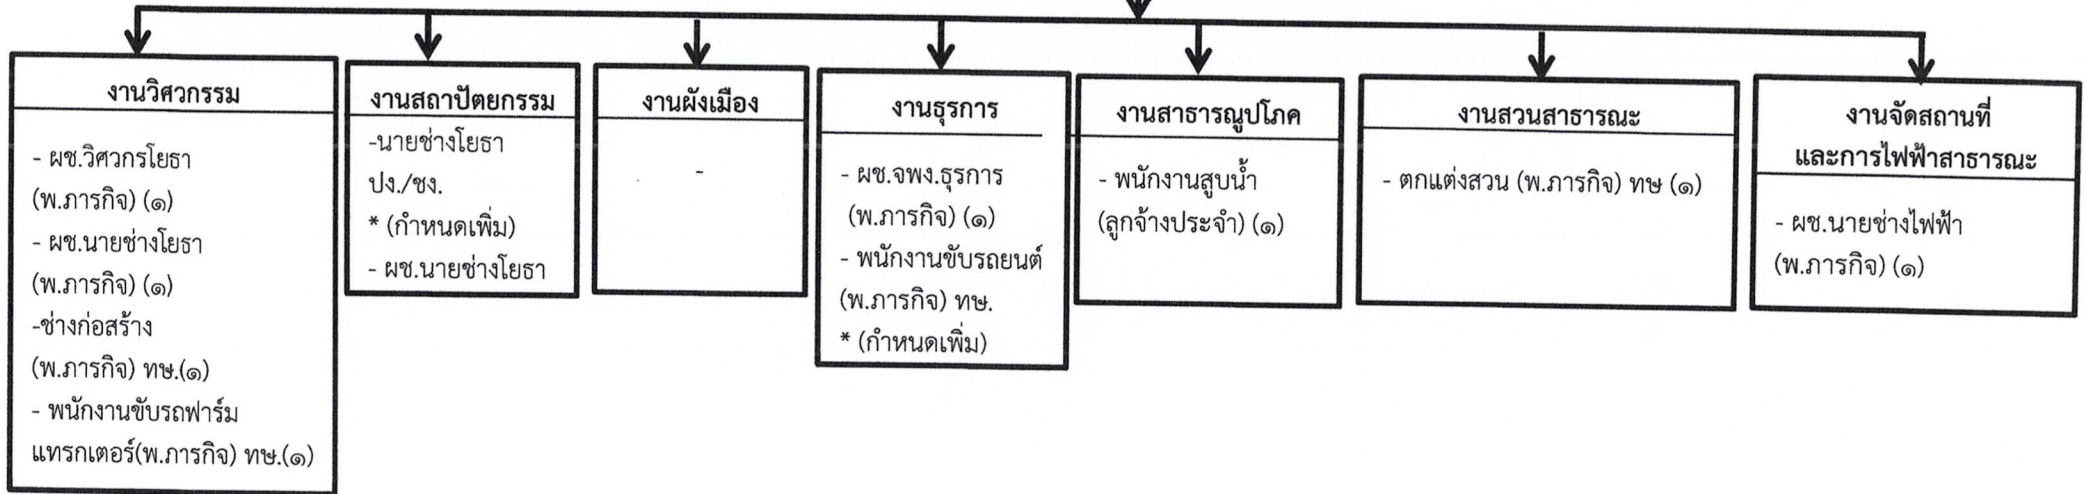 งานวิศวกรรม
- ผช.วิศวกรโยธา
(พ.ภารกิจ) (๑)
- ผช.นายช่างโยธา
(พ.ภารกิจ) (๑)
-ช่างก่อสร้าง
(พ.ภารกิจ) ทษ.(๑)
- พนักงานขับรถฟาร์ม
แทรกเตอร์(พ.ภารกิจ) ทษ.(๑)
งานสถาปัตยกรรม
-นายช่างโยธา
ปง./ชง.
* (กำหนดเพิ่ม)
- ผช.นายช่างโยธา
งานผังเมือง
-
งานธุรการ
- ผช.จพง.ธุรการ
(พ.ภารกิจ) (๑)
- พนักงานขับรถยนต์
(พ.ภารกิจ) ทษ.
* (กำหนดเพิ่ม)
งานสาธารณูปโภค
- พนักงานสูบน้ำ
(ลูกจ้างประจำ) (๑)
งานสวนสาธารณะ
- ตกแต่งสวน (พ.ภารกิจ) ทษ (๑)
งานจัดสถานที่
และการไฟฟ้าสาธารณะ
- ผช.นายช่างไฟฟ้า
(พ.ภารกิจ) (๑)